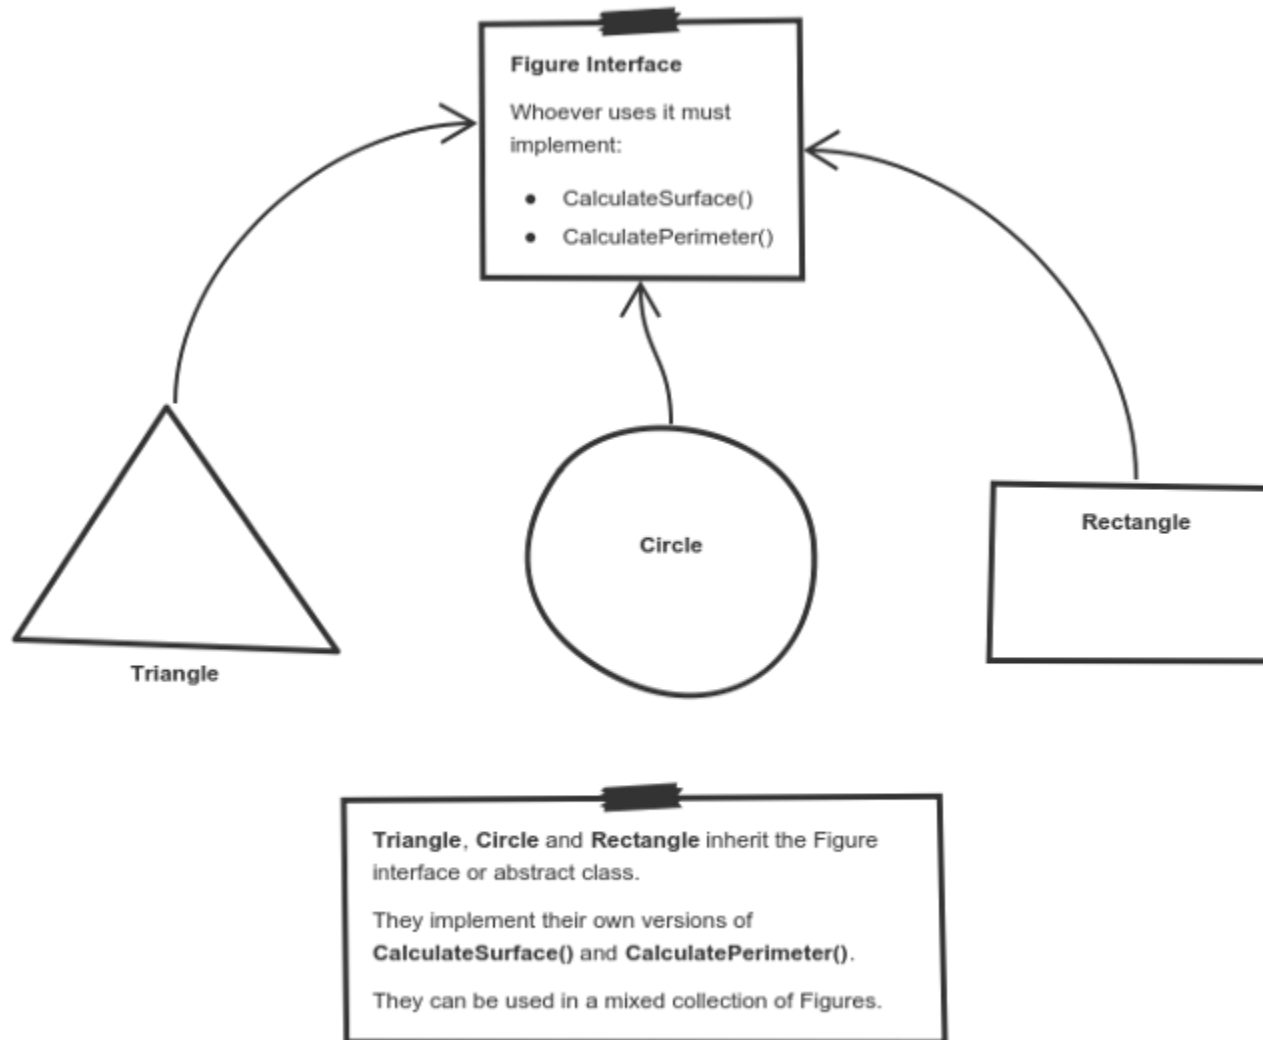 Figure Interface
Whoever uses it must
implement:
● CalculateSurface()
● CalculatePerimeter()
Circle
Rectangle
Triangle
Triangle, Circle and Rectangle inherit the Figure
interface or abstract class.
They implement their own versions of
CalculateSurface() and CalculatePerimeter().
They can be used in a mixed collection of Figures.